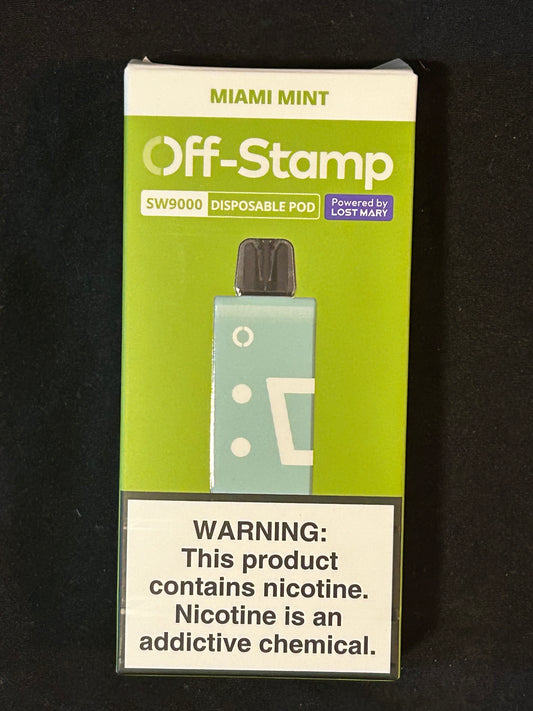 MIAMI MINT
Off-Stamp
SW9000 DISPOSABLE POD
Powered by
LOST MARY
WARNING:
This product
contains nicotine.
Nicotine is an
addictive chemical.